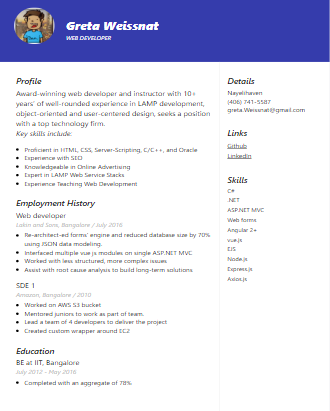 Greta Weissnat
WEB DEVELOPER
Profile
Award-winning web developer and instructor with 10+
years' of well-rounded experience in LAMP development,
object-oriented and user-centered design, seeks a position
with a top technology firm.
Key skills include:
Proficient in HTML, CSS, Server-Scripting, C/C++, and Oracle
Experience with SEO
Knowledgeable in Online Advertising
Expert in LAMP Web Service Stacks
Experience Teaching Web Development
Employment History
Web developer
Lakin and Sons, Bangalore / July 2016
Re-architect-ed forms' engine and reduced database size by 70%
using JSON data modeling.
Interfaced multiple vue js modules on single ASP.NET MVC
Worked with less structured, more complex issues
Assist with root cause analysis to build long-term solutions
SDE 1
Amazon, Bangalore / 2010
Worked on AWS S3 bucket
Mentored juniors to work as part of team.
Lead a team of 4 developers to deliver the project
Created custom wrapper around EC2
Education
BE at IIT, Bangalore
July 2012 - May 2016
Completed with an aggregate of 78%
Details
Nayelihaven
(406) 741-5587
greta.Weissnat@gmail.com
Links
Github
Linkedin
Skills
C#
.NET
ASP.NET MVC
Web forms
Angular 2+
vue.js
EJS
Node.js
Express.js
Axios.js